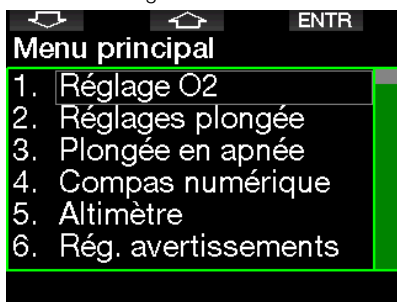 ENTR
Menu principal
1. Réglage O2
2. Réglages plongée
3. Plongée en apnée
4. Compas numérique
5. Altimètre
6. Rég. avertissements